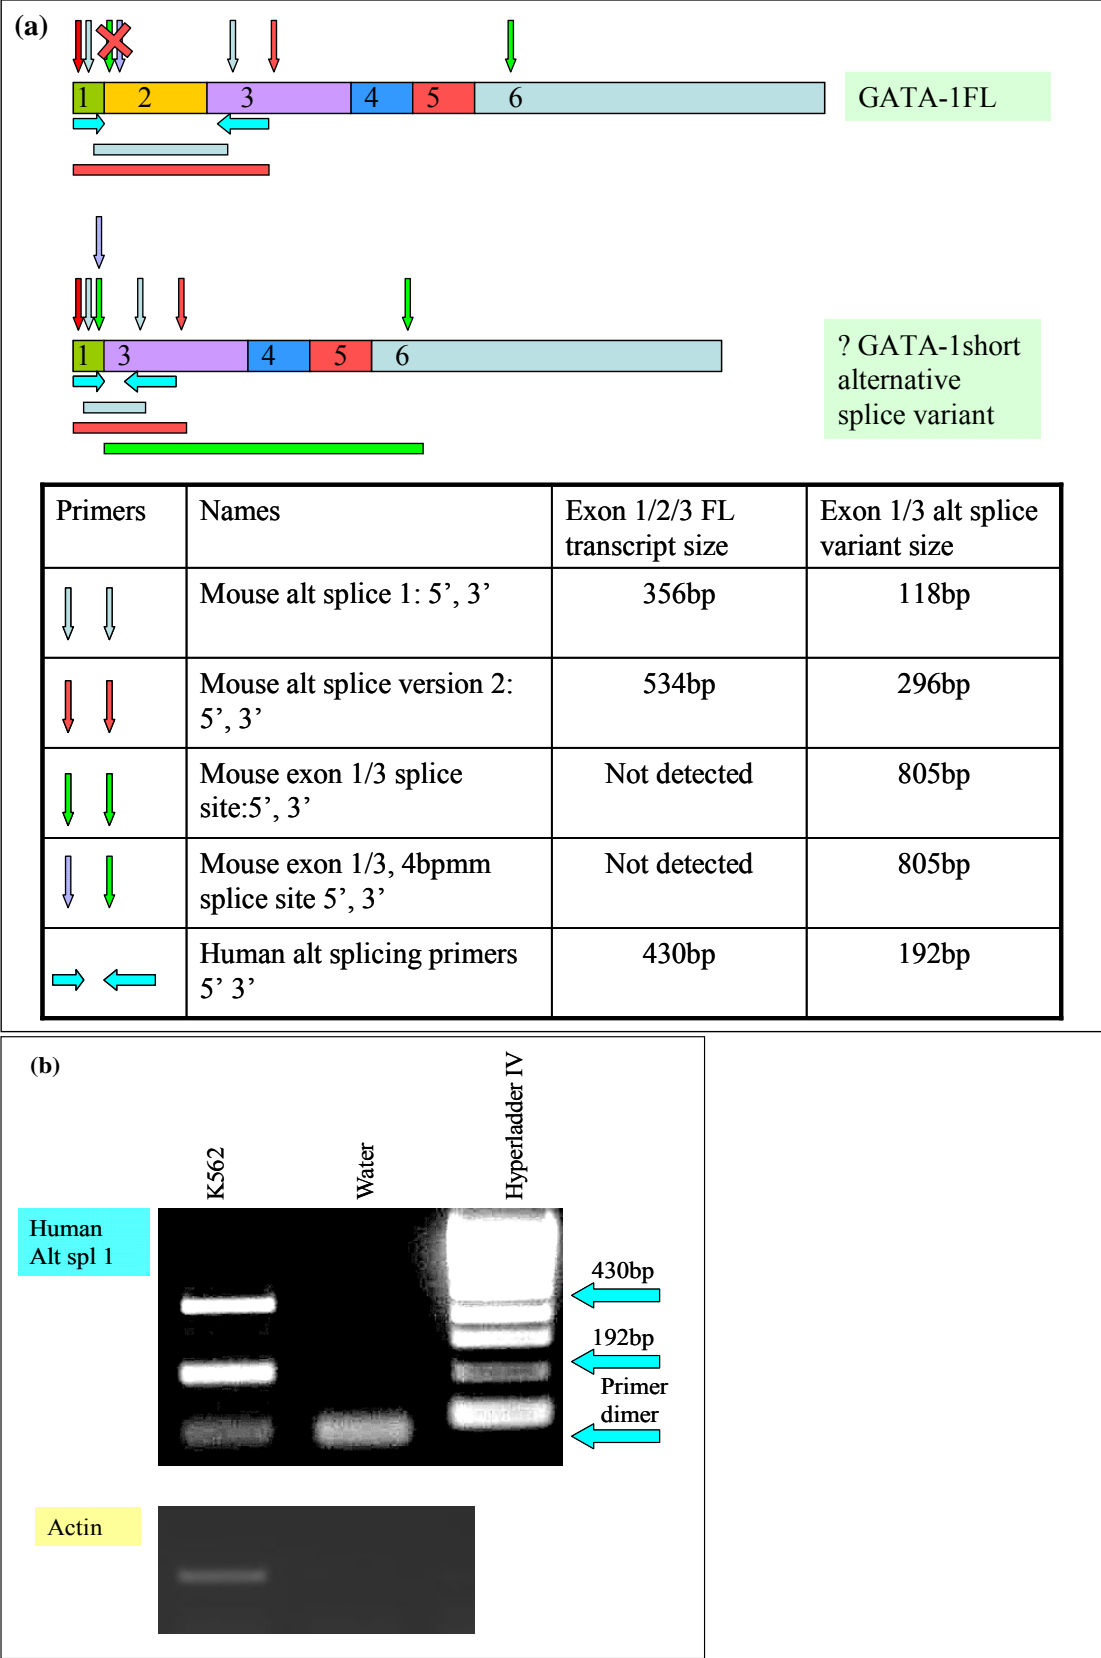 (a)
1 2 3 4 5 6
GATA-1FL
1 3 4 5 6
? GATA-1short
alternative
splice variant
Primers
Names
Exon 1/2/3 FL
transcript size
Exon 1/3 alt splice
variant size
Mouse alt splice 1: 5’, 3’
356bp
118bp
Mouse alt splice version 2:
5’, 3’
534bp
296bp
Mouse exon 1/3 splice
site:5’, 3’
Not detected
805bp
Mouse exon 1/3, 4bpmm
splice site 5’, 3’
Not detected
805bp
Human alt splicing primers
5’ 3’
430bp
192bp
(b)
K562
Water
Hyperladder IV
Human
Alt spl 1
430bp
192bp
Primer
dimer
Actin